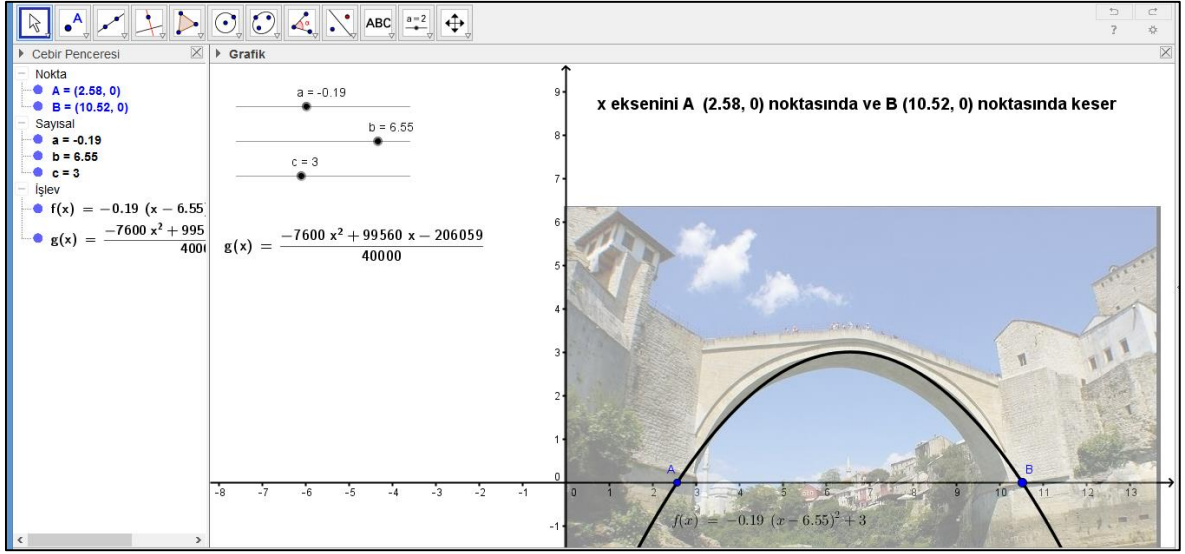 ABC
a=2
?
Cebir Penceresi
Grafik
Nokta
A = (2.58, 0)
B = (10.52, 0)
Sayısal
a = -0.19
b = 6.55
c = 3
İşlev
f(x) = −0.19 (x − 6.55)
g(x) = −7600 x² + 995
4000
a = -0.19
b = 6.55
c = 3
g(x) = −7600 x² + 99560 x − 206059
40000
x eksenini A (2.58, 0) noktasında ve B (10.52, 0) noktasında keser
9
8
7
6
5
4
3
2
1
0
-1
-8 -7 -6 -5 -4 -3 -2 -1 0 1 2 3 4 5 6 7 8 9 10 11 12 13
A
B
f(x) = −0.19 (x − 6.55)² + 3